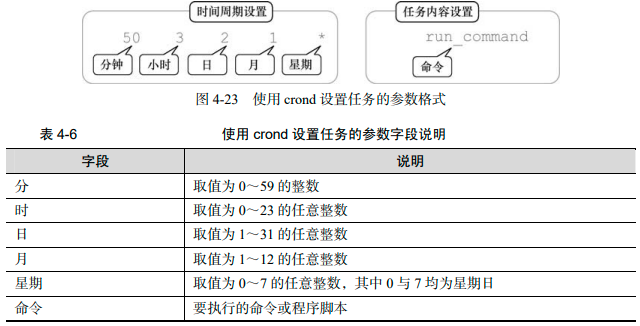 时间周期设置 任务内容设置
50 3 2 1 * run_command
分钟 小时 日 月 星期 命令
图 4-23 使用 crond 设置任务的参数格式
表 4-6 使用 crond 设置任务的参数字段说明
字段 说明
分 取值为 0～59 的整数
时 取值为 0～23 的任意整数
日 取值为 1～31 的任意整数
月 取值为 1～12 的任意整数
星期 取值为 0～7 的任意整数，其中 0 与 7 均为星期日
命令 要执行的命令或程序脚本